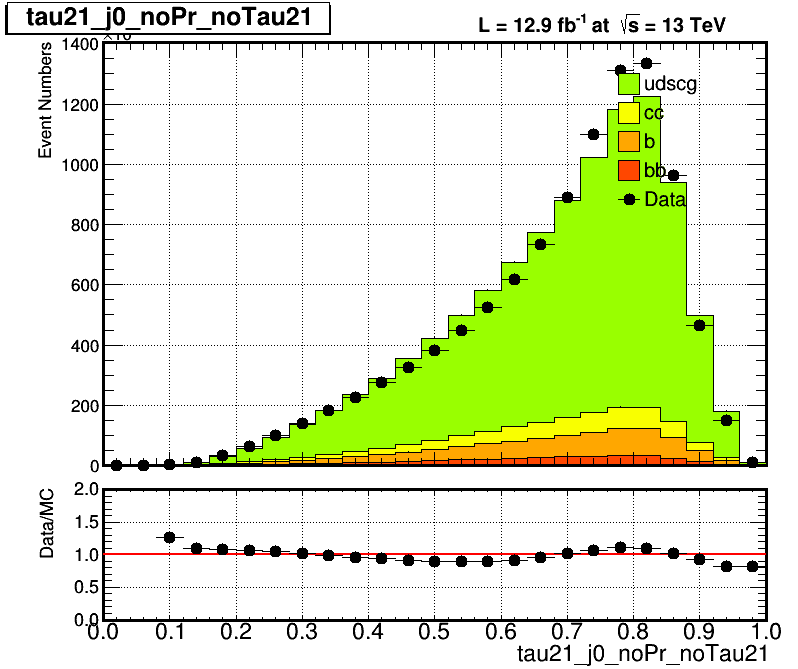 tau21_j0_noPr_noTau21
L = 12.9 fb-1 at √s = 13 TeV
Event Numbers
1400
1200
1000
800
600
400
200
0
udscg
cc
b
bb
Data
Data/MC
2.0
1.5
1.0
0.5
0.0
0.0 0.1 0.2 0.3 0.4 0.5 0.6 0.7 0.8 0.9 1.0
tau21_j0_noPr_noTau21